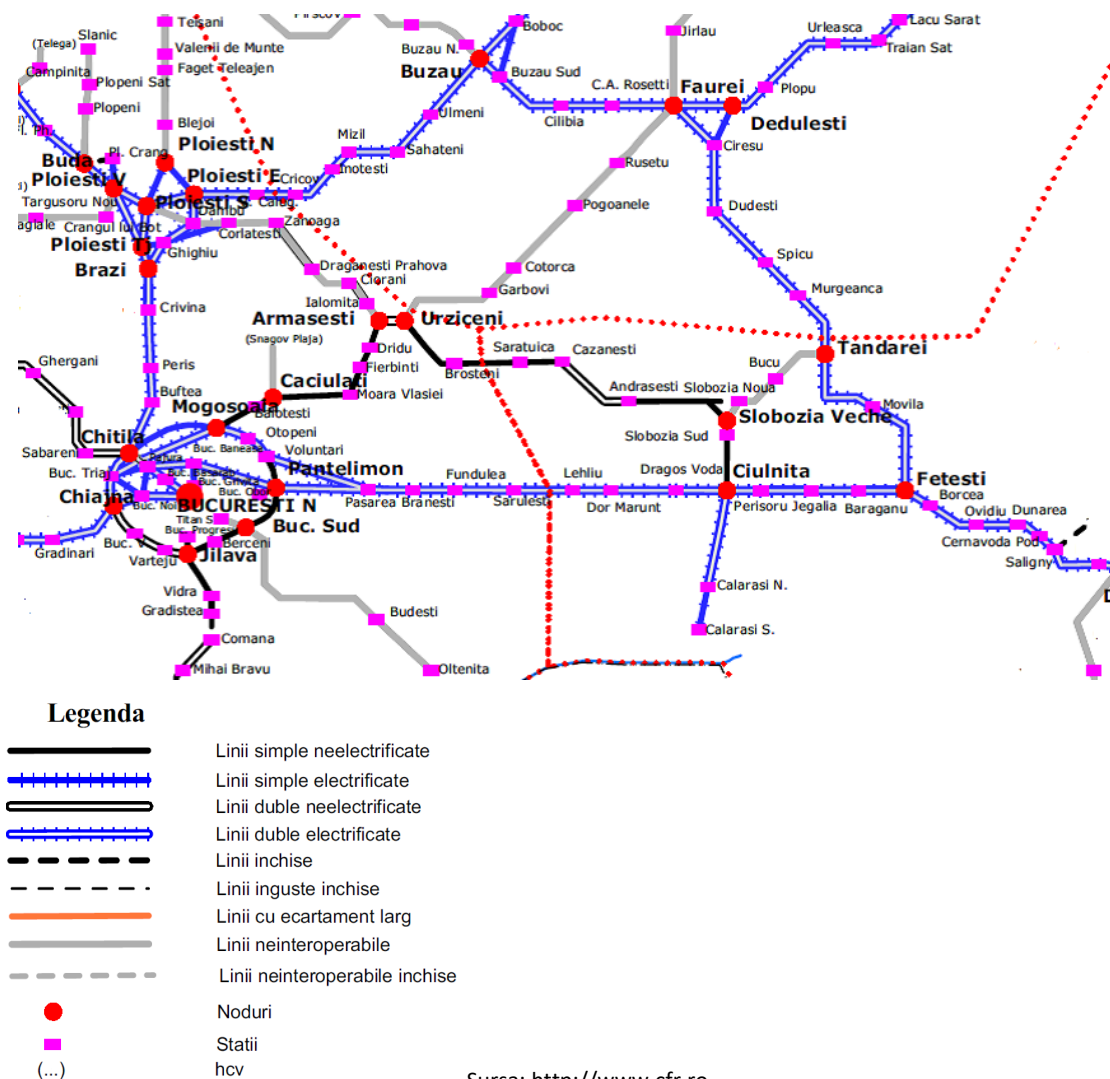 Teisani
Boboc
Urleasca
Lacu Sarat
(Telega)
Slanic
Valenii de Munte
Buzau N.
Jirlau
Traian Sat
Campinita
Faget Teleajen
Buzau
Buzau Sud
C.A. Rosetti
Faurei
Plopu
Plopeni Sat
Plopeni
Ulmeni
Cilibia
Dedulesti
Blejoi
Mizil
Ploiesti N
Sahateni
Ciresu
Pl. Crang
Buda
Inotesti
Rusetu
Ploiesti V
Ploiesti E
Cricov
Targusoru Nou
Ploiesti S
Dambu
Pogoanele
Dudesti
Crangul lui Bot
Corlatesti
Zanoaga
Ploiesti Tj
Ghighiu
Spicu
Brazi
Draganesti Prahova
Cotorca
Ciorani
Garbovi
Murgeanca
Crivina
Ialomita
Armasesti
Urziceni
(Snagov Plaja)
Dridu
Saratuica
Cazanesti
Bucu
Tandarei
Ghergani
Peris
Fierbinti
Brosteni
Caciulati
Andrasesti
Slobozia Noua
Buftea
Moara Vlasiei
Mogosoaia
Balotesti
Movila
Slobozia Veche
Chitila
Otopeni
Slobozia Sud
Sabareni
Buc. Baneasa
Voluntari
Buc. Triaj
Pantelimon
Fundulea
Lehliu
Dragos Voda
Ciulnita
Fetesti
Chiajna
Buc. Noi
Buc. Obor
BUCURESTI N
Pasarea
Branesti
Sarulesti
Dor Marunt
Perisoru
Jegalia
Baraganu
Borcea
Titan S
Buc. Sud
Ovidiu
Dunarea
Buc. Progresu
Gradinari
Buc. V
Berceni
Cernavoda Pod
Varteju
Jilava
Saligny
Vidra
Calarasi N.
Gradistea
Budesti
Comana
Calarasi S.
Mihai Bravu
Oltenita
Legenda
Linii simple neelectrificate
Linii simple electrificate
Linii duble neelectrificate
Linii duble electrificate
Linii inchise
Linii inguste inchise
Linii cu ecartament larg
Linii neinteroperabile
Linii neinteroperabile inchise
Noduri
Statii
(...) hcv